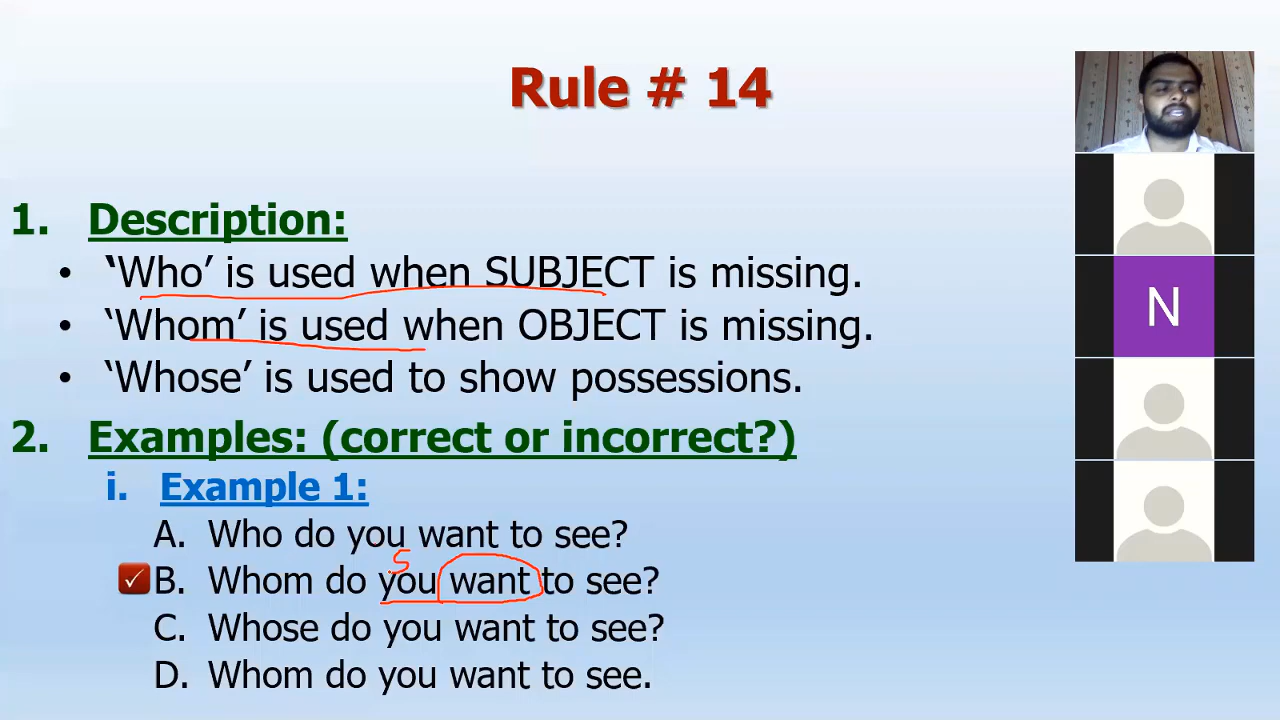 Rule # 14
1. Description:
• ‘Who’ is used when SUBJECT is missing.
• ‘Whom’ is used when OBJECT is missing.
• ‘Whose’ is used to show possessions.
2. Examples: (correct or incorrect?)
i. Example 1:
A. Who do you want to see?
S
B. Whom do you want to see?
C. Whose do you want to see?
D. Whom do you want to see.
N